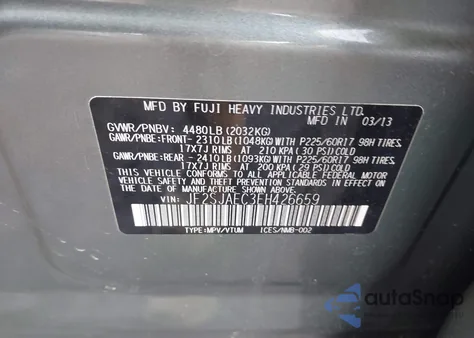 MFD BY FUJI HEAVY INDUSTRIES LTD.
MFD IN 03/13
GVWR/PNBV: 4480LB(2032KG)
GAWR/PNBE:FRONT- 2310LB(1048KG)WITH P225/60R17 98H TIRES.
17X7J RIMS AT 210 KPA (30 PSI)COLD
GAWR/PNBE:REAR - 2410LB(1093KG)WITH P225/60R17 98H TIRES.
17X7J RIMS AT 200 KPA (29 PSI)COLD
THIS VEHICLE CONFORMS TO ALL APPLICABLE FEDERAL
MOTOR VEHICLE SAFETY, BUMPER AND
THEFT PREVENTION STANDARDS IN EFFECT ON THE DATE OF
MANUFACTURE SHOWN ABOVE.
VIN: JF2SJAEC3EH426659
TYPE:MPV/VTUM ICES/NMB-002
autoSnap